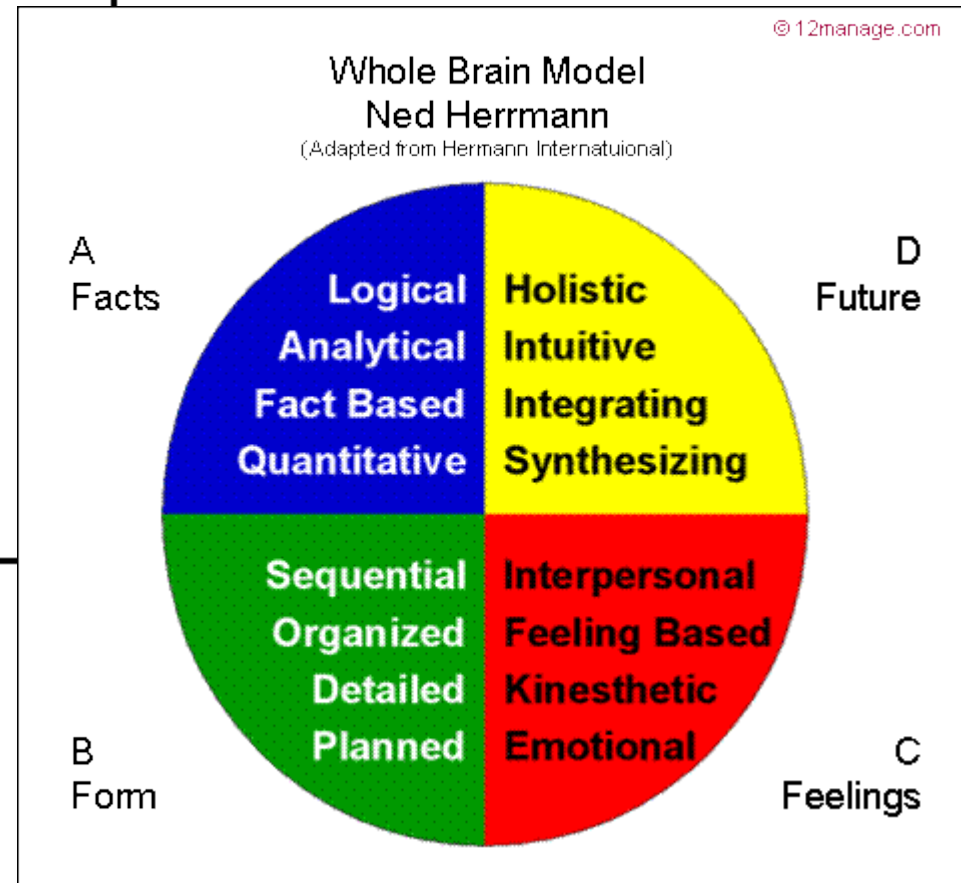 © 12manage.com
Whole Brain Model
Ned Herrmann
(Adapted from Hermann Internatuional)
A
Facts
Logical
Analytical
Fact Based
Quantitative
Holistic
Intuitive
Integrating
Synthesizing
D
Future
B
Form
Sequential
Organized
Detailed
Planned
Interpersonal
Feeling Based
Kinesthetic
Emotional
C
Feelings